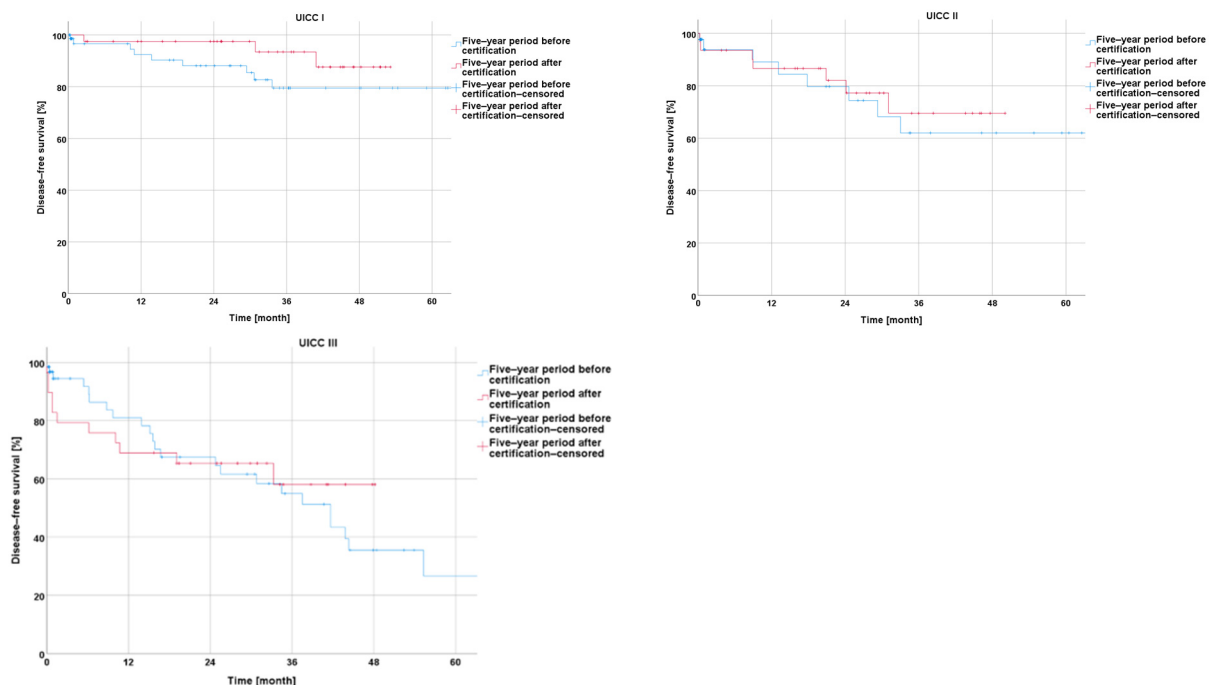 UICC I
Disease–free survival [%]
100
80
60
40
20
0
0 12 24 36 48 60
Time [month]
Five–year period before
certification
Five–year period after
certification
Five–year period before
certification–censored
Five–year period after
certification–censored
UICC II
Disease–free survival [%]
100
80
60
40
20
0
0 12 24 36 48 60
Time [month]
Five–year period before
certification
Five–year period after
certification
Five–year period before
certification–censored
Five–year period after
certification–censored
UICC III
Disease–free survival [%]
100
80
60
40
20
0
0 12 24 36 48 60
Time [month]
Five–year period before
certification
Five–year period after
certification
Five–year period before
certification–censored
Five–year period after
certification–censored